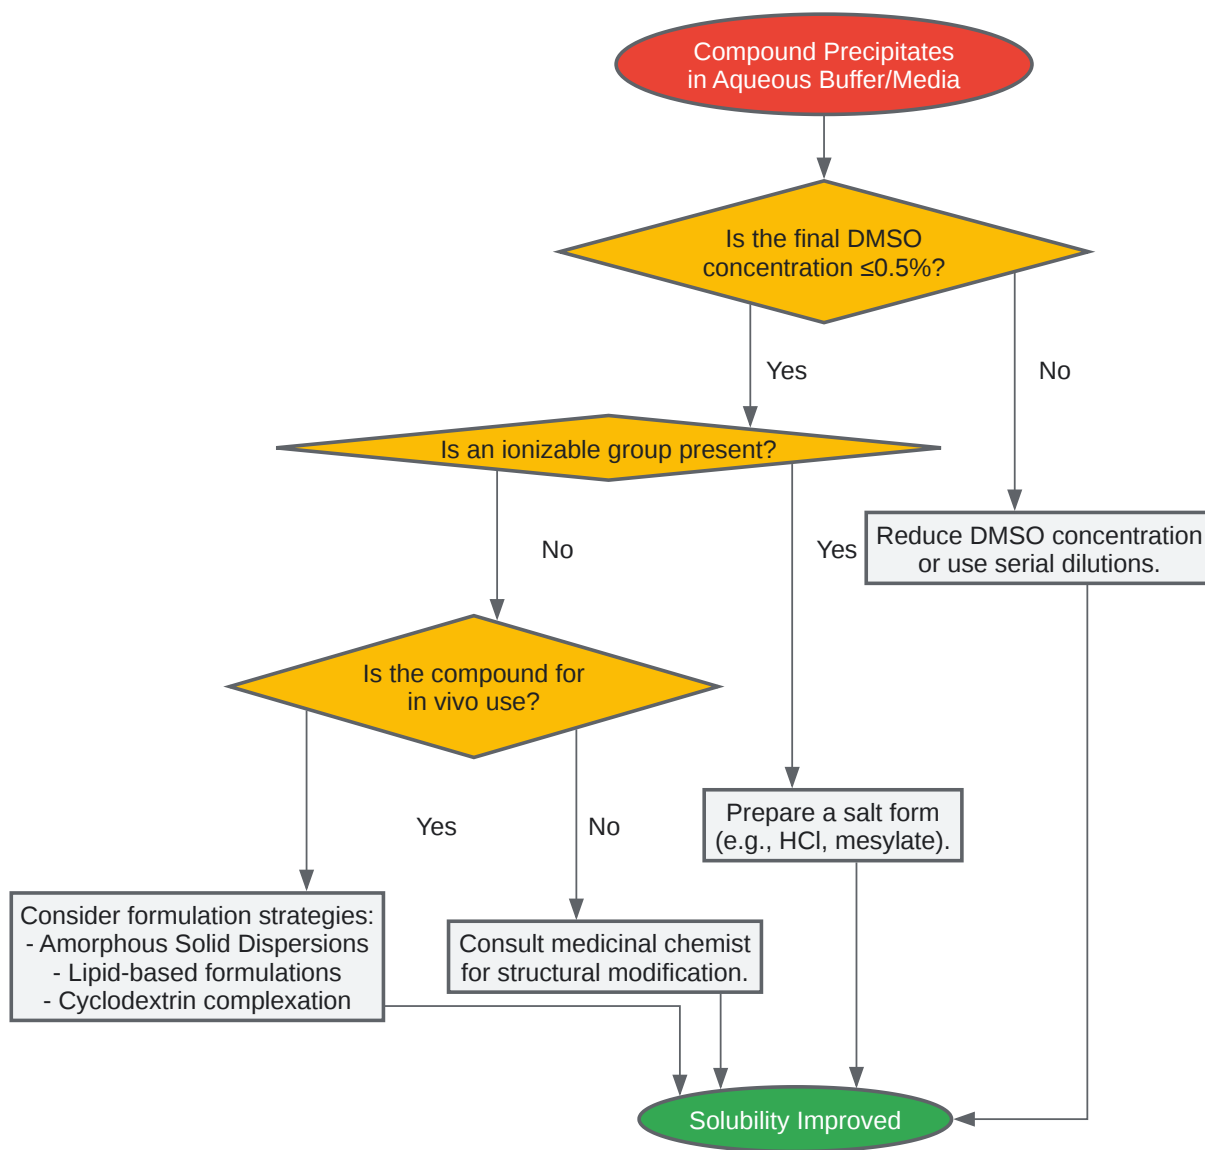 Compound Precipitates
in Aqueous Buffer/Media
Is the final DMSO
concentration ≤0.5%?
Yes
No
Is an ionizable group present?
No
Yes
Reduce DMSO concentration
or use serial dilutions.
Is the compound for
in vivo use?
Yes
No
Prepare a salt form
(e.g., HCl, mesylate).
Consider formulation strategies:
- Amorphous Solid Dispersions
- Lipid-based formulations
- Cyclodextrin complexation
Consult medicinal chemist
for structural modification.
Solubility Improved